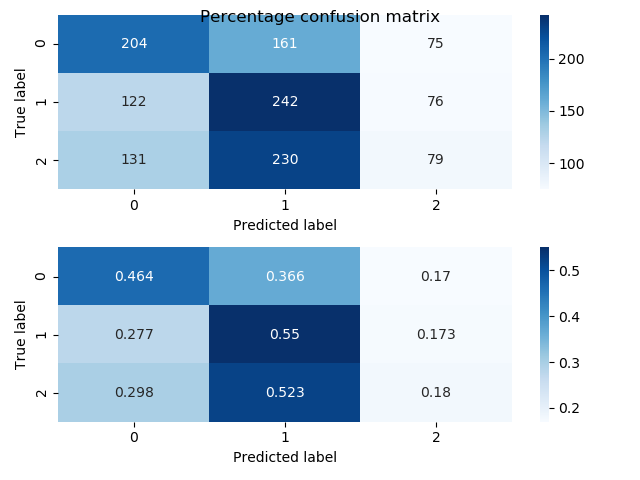 Percentage confusion matrix
0 204 161 75
1 122 242 76
2 131 230 79
0 1 2
True label
Predicted label
200
150
100
0 0.464 0.366 0.17
1 0.277 0.55 0.173
2 0.298 0.523 0.18
0 1 2
True label
Predicted label
0.5
0.4
0.3
0.2